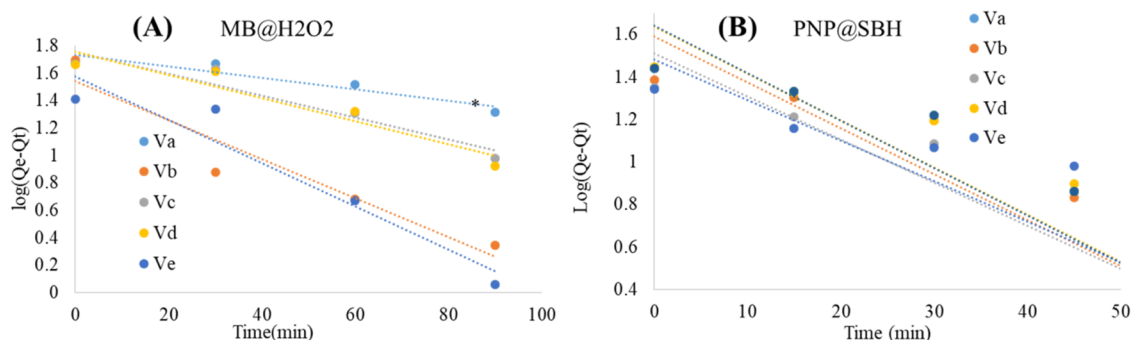 (A) MB@H2O2
1.8
1.6
1.4
1.2
1
0.8
0.6
0.4
0.2
0
log(Qe-Qt)
*
Va
Vb
Vc
Vd
Ve
0 20 40 60 80 100
Time(min)
(B) PNP@SBH
1.6
1.4
1.2
1
0.8
0.6
0.4
Log(Qe-Qt)
Va
Vb
Vc
Vd
Ve
0 10 20 30 40 50
Time (min)